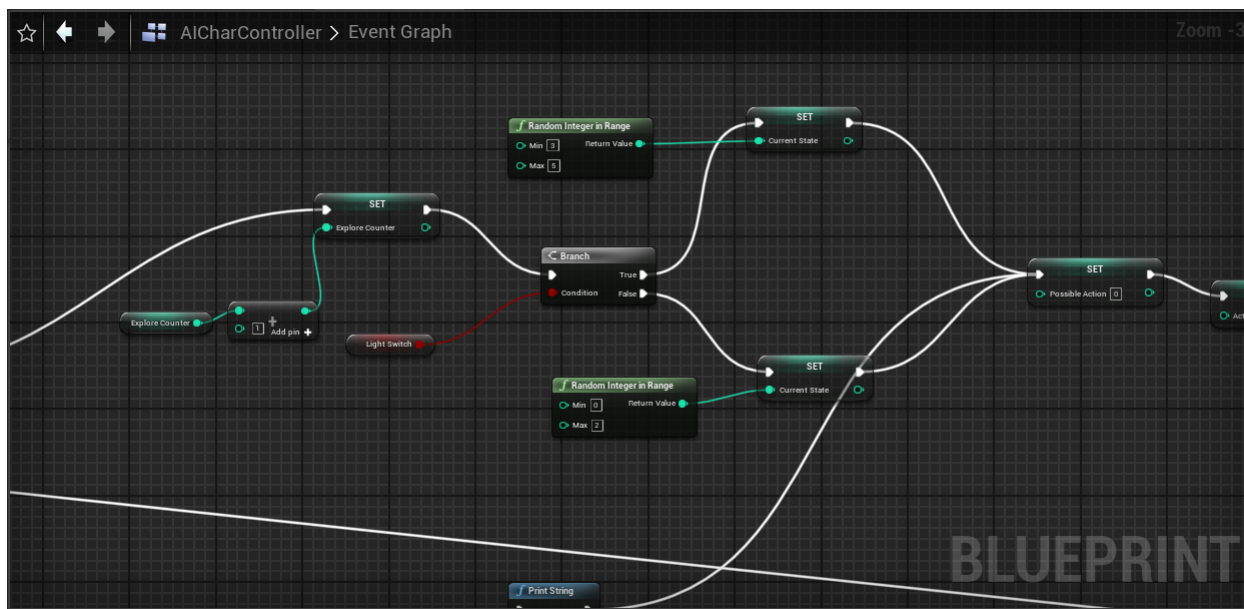 AICharController > Event Graph
Zoom -3
SET
Random Integer in Range
Min 3
Return Value
Max 5
Current State
SET
Explore Counter
Branch
True
Condition
False
SET
Possible Action 0
Explore Counter
1
Add pin +
Light Switch
SET
Current State
Random Integer in Range
Min 0
Return Value
Max 2
Print String
BLUEPRINT